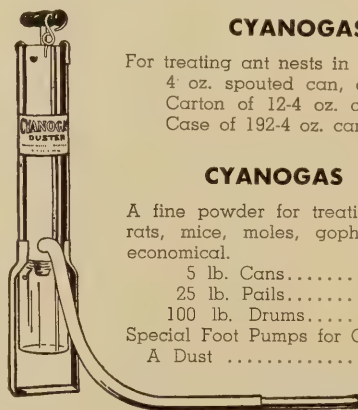 CYANOGAS
For treating ant nests in
4 oz. spouted can,
Carton of 12-4 oz.
Case of 192-4 oz.
CYANOGAS
DUSTER
CYANOGAS
A fine powder for
rats, mice, moles,
economical.
5 lb. Cans........
25 lb. Pails......
100 lb. Drums.....
Special Foot Pumps for
A Dust ..............